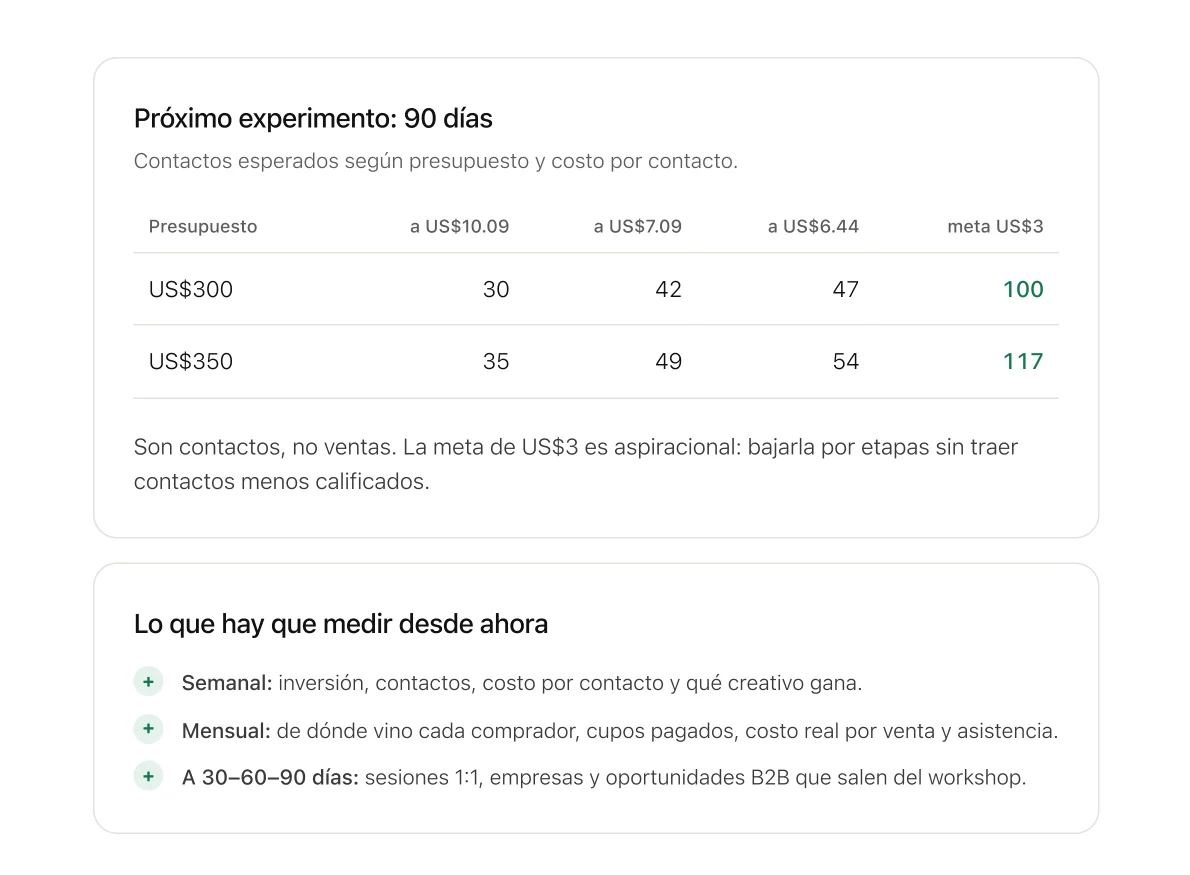 Próximo experimento: 90 días
Contactos esperados según presupuesto y costo por contacto.
Presupuesto a US$10.09 a US$7.09 a US$6.44 meta US$3
US$300 30 42 47 100
US$350 35 49 54 117
Son contactos, no ventas. La meta de US$3 es aspiracional: bajarla por etapas sin traer
contactos menos calificados.
Lo que hay que medir desde ahora
+ Semanal: inversión, contactos, costo por contacto y qué creativo gana.
+ Mensual: de dónde vino cada comprador, cupos pagados, costo real por venta y asistencia.
+ A 30–60–90 días: sesiones 1:1, empresas y oportunidades B2B que salen del workshop.